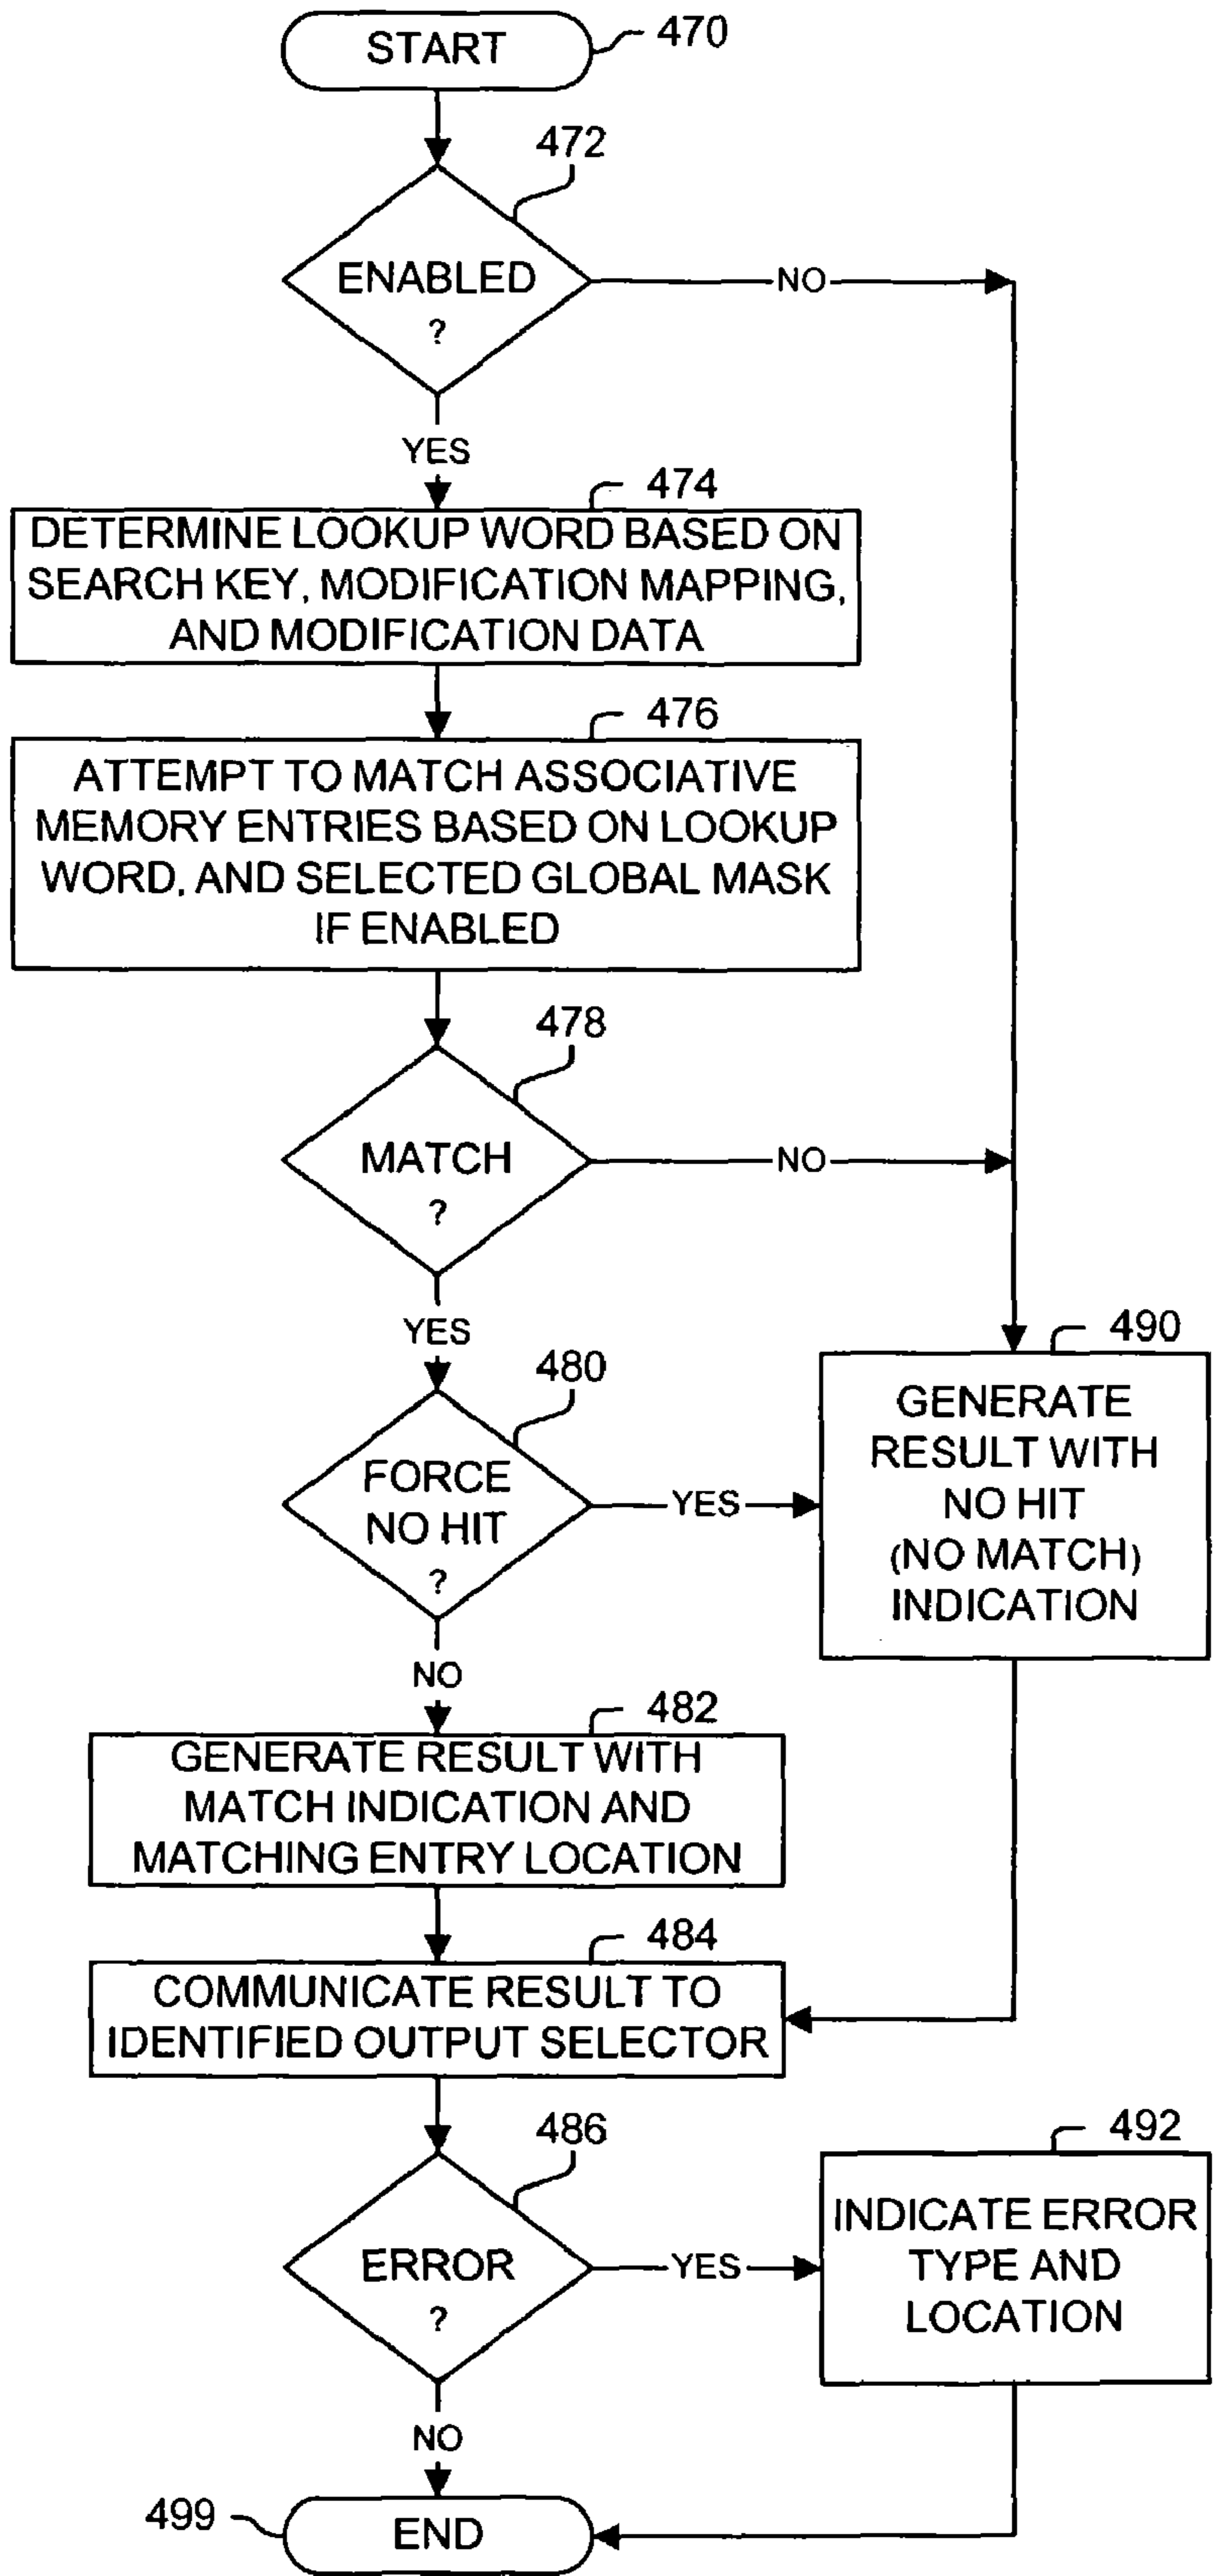 START
470
472
ENABLED
?
NO
YES
474
DETERMINE LOOKUP WORD BASED ON
SEARCH KEY, MODIFICATION MAPPING,
AND MODIFICATION DATA
476
ATTEMPT TO MATCH ASSOCIATIVE
MEMORY ENTRIES BASED ON LOOKUP
WORD, AND SELECTED GLOBAL MASK
IF ENABLED
478
MATCH
?
NO
YES
480
FORCE
NO HIT
?
YES
490
GENERATE
RESULT WITH
NO HIT
(NO MATCH)
INDICATION
NO
482
GENERATE RESULT WITH
MATCH INDICATION AND
MATCHING ENTRY LOCATION
484
COMMUNICATE RESULT TO
IDENTIFIED OUTPUT SELECTOR
486
ERROR
?
YES
492
INDICATE ERROR
TYPE AND
LOCATION
NO
499
END